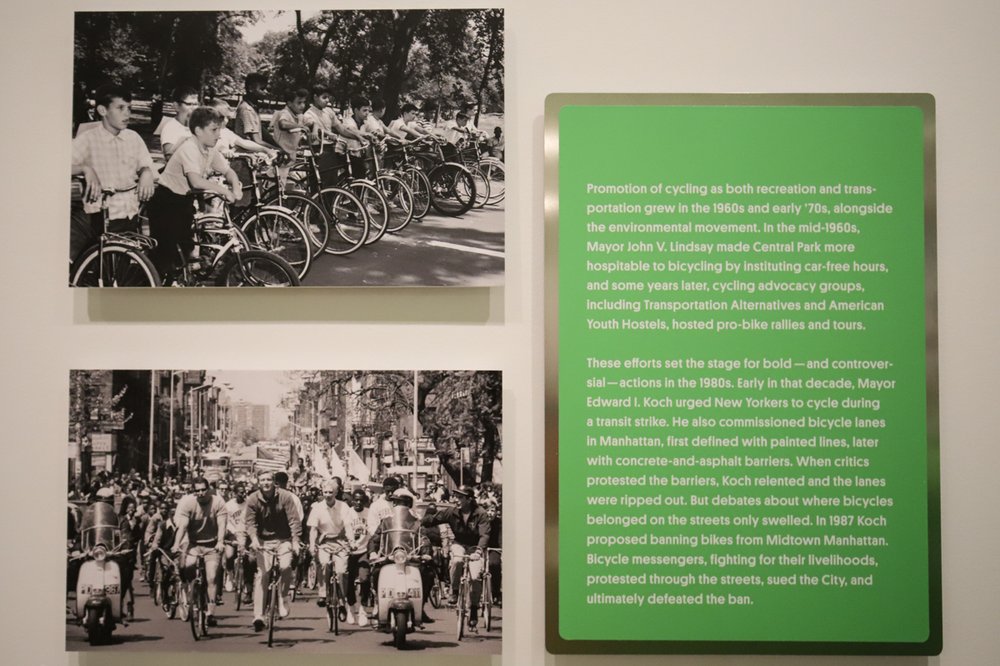 Promotion of cycling as both recreation and trans-
portation grew in the 1960s and early '70s, alongside
the environmental movement. In the mid-1960s,
Mayor John V. Lindsay made Central Park more
hospitable to bicycling by instituting car-free hours,
and some years later, cycling advocacy groups,
including Transportation Alternatives and American
Youth Hostels, hosted pro-bike rallies and tours.
These efforts set the stage for bold—and controver-
sial—actions in the 1980s. Early in that decade, Mayor
Edward I. Koch urged New Yorkers to cycle during
a transit strike. He also commissioned bicycle lanes
in Manhattan, first defined with painted lines, later
with concrete-and-asphalt barriers. When critics
protested the barriers, Koch relented and the lanes
were ripped out. But debates about where bicycles
belonged on the streets only swelled. In 1987 Koch
proposed banning bikes from Midtown Manhattan.
Bicycle messengers, fighting for their livelihoods,
protested through the streets, sued the City, and
ultimately defeated the ban.